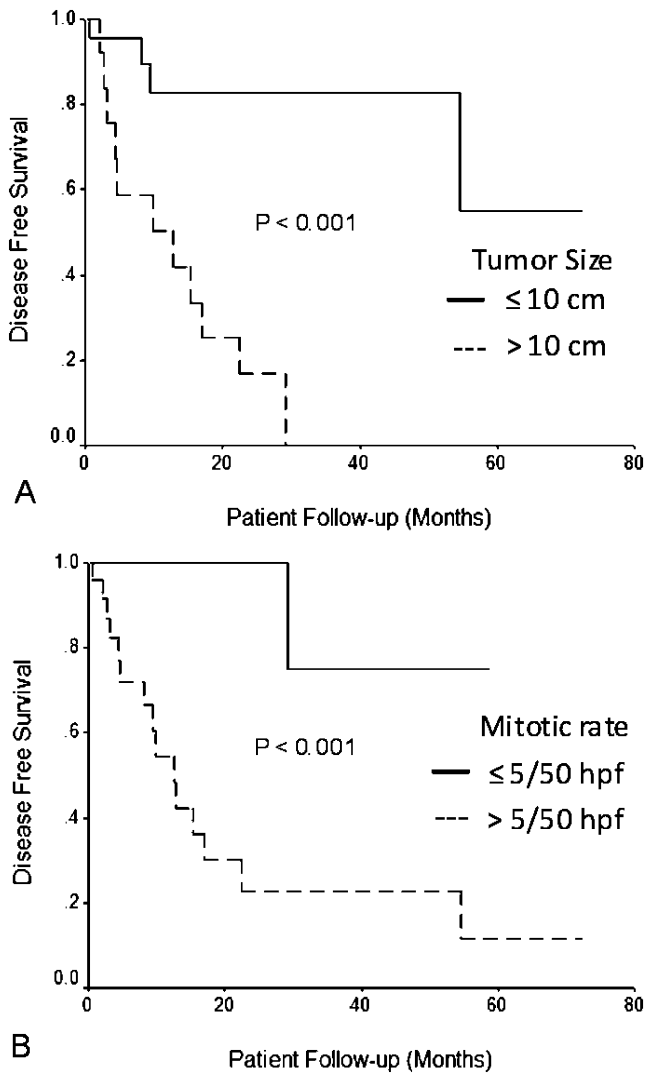 1.0
.8
.6
.4
.2
0.0
Disease Free Survival
P < 0.001
Tumor Size
≤ 10 cm
> 10 cm
0 20 40 60 80
A
Patient Follow-up (Months)
1.0
.8
.6
.4
.2
0.0
Disease Free Survival
P < 0.001
Mitotic rate
≤ 5/50 hpf
> 5/50 hpf
0 20 40 60 80
B
Patient Follow-up (Months)